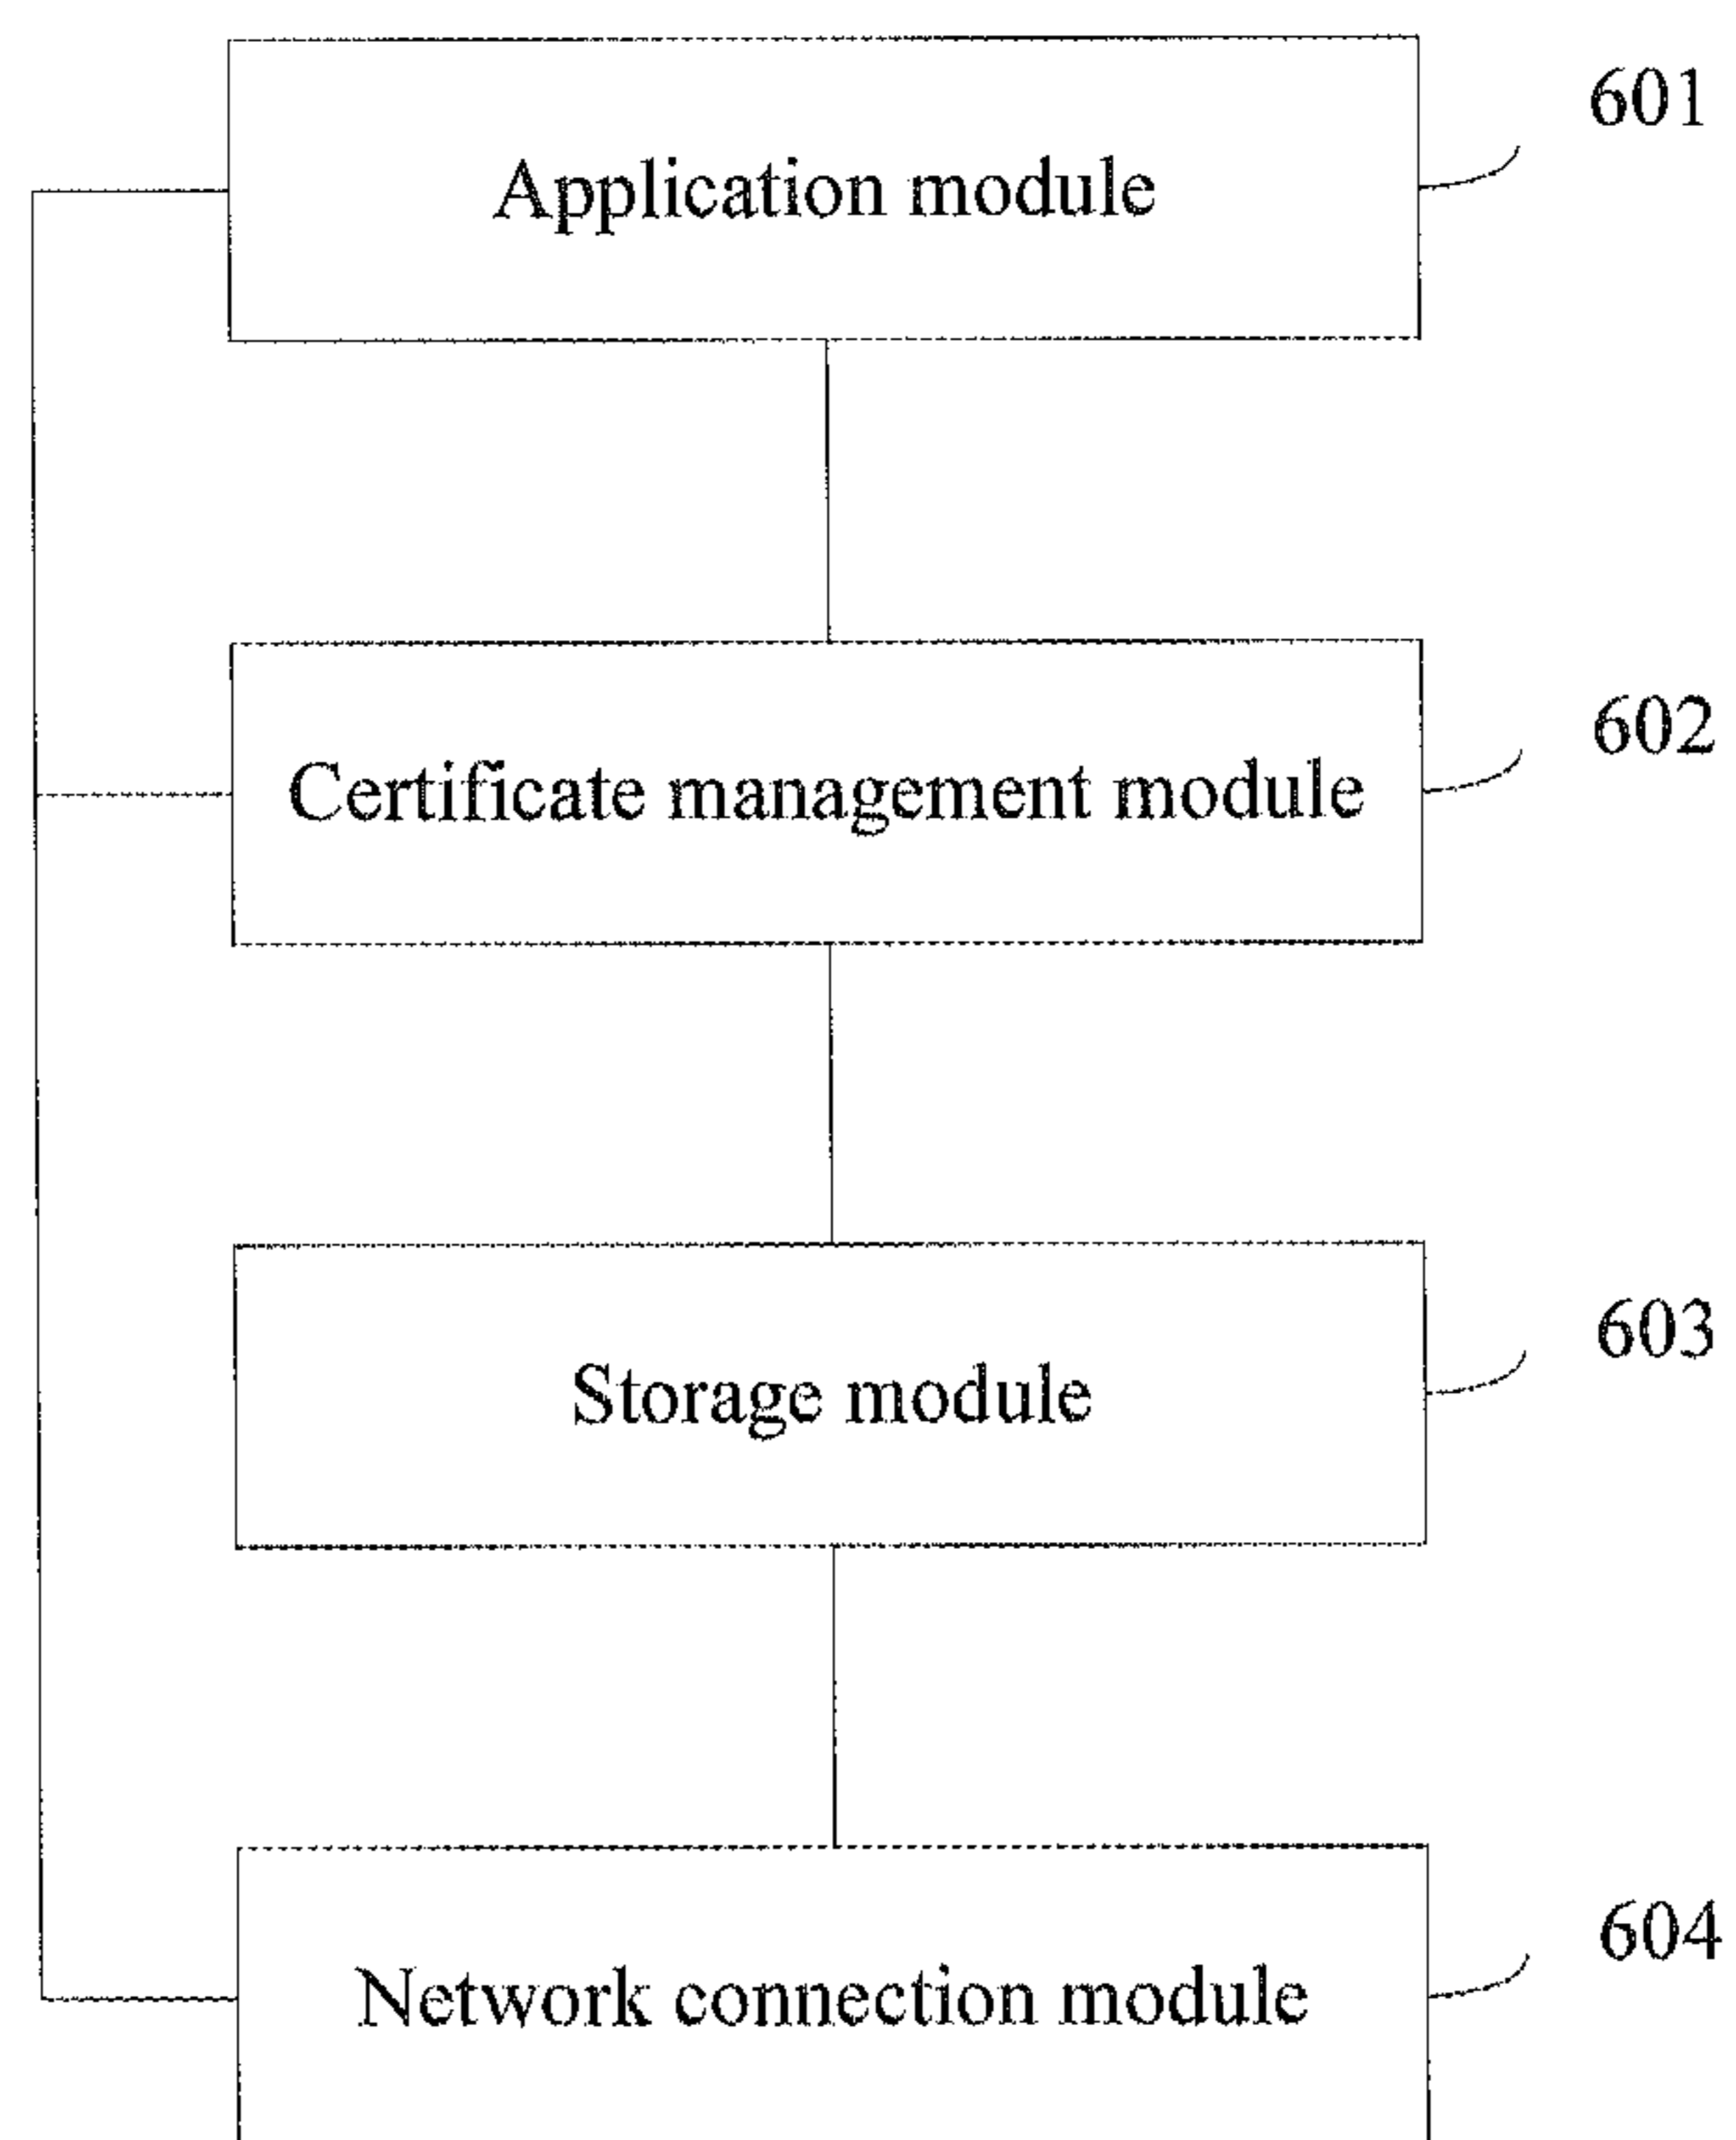 601
Application module
602
Certificate management module
603
Storage module
604
Network connection module